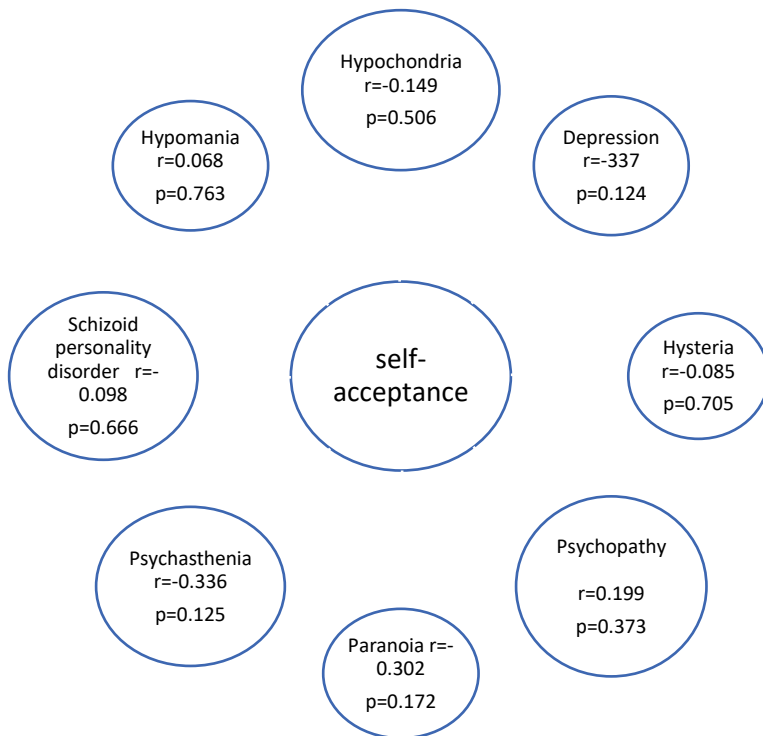 Hypochondria
r=-0.149
p=0.506
Depression
r=-337
p=0.124
Hypomania
r=0.068
p=0.763
Schizoid
personality
disorder r=-
0.098
p=0.666
self-
acceptance
Hysteria
r=-0.085
p=0.705
Psychasthenia
r=-0.336
p=0.125
Psychopathy
r=0.199
p=0.373
Paranoia r=-
0.302
p=0.172